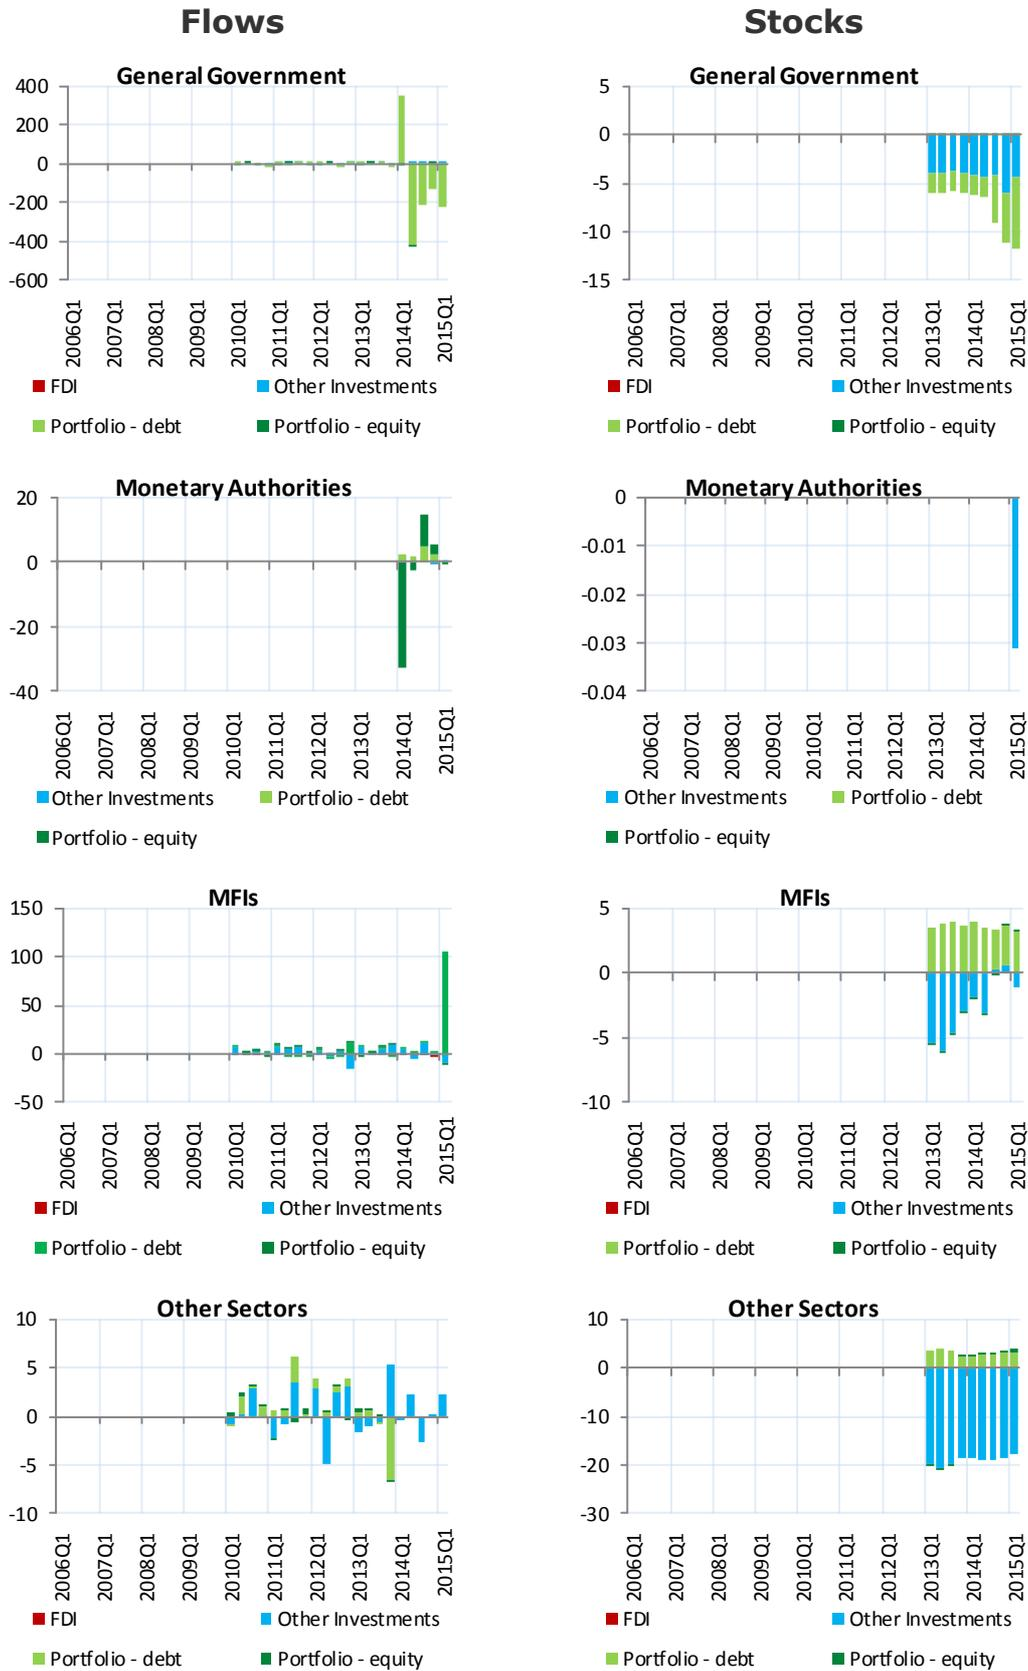 Flows
Stocks
General Government
400
200
0
-200
-400
-600
2006Q1
2007Q1
2008Q1
2009Q1
2010Q1
2011Q1
2012Q1
2013Q1
2014Q1
2015Q1
FDI
Other Investments
Portfolio - debt
Portfolio - equity
General Government
5
0
-5
-10
-15
2006Q1
2007Q1
2008Q1
2009Q1
2010Q1
2011Q1
2012Q1
2013Q1
2014Q1
2015Q1
FDI
Other Investments
Portfolio - debt
Portfolio - equity
Monetary Authorities
20
0
-20
-40
2006Q1
2007Q1
2008Q1
2009Q1
2010Q1
2011Q1
2012Q1
2013Q1
2014Q1
2015Q1
Other Investments
Portfolio - debt
Portfolio - equity
Monetary Authorities
0
-0.01
-0.02
-0.03
-0.04
2006Q1
2007Q1
2008Q1
2009Q1
2010Q1
2011Q1
2012Q1
2013Q1
2014Q1
2015Q1
Other Investments
Portfolio - debt
Portfolio - equity
MFIs
150
100
50
0
-50
2006Q1
2007Q1
2008Q1
2009Q1
2010Q1
2011Q1
2012Q1
2013Q1
2014Q1
2015Q1
FDI
Other Investments
Portfolio - debt
Portfolio - equity
MFIs
5
0
-5
-10
2006Q1
2007Q1
2008Q1
2009Q1
2010Q1
2011Q1
2012Q1
2013Q1
2014Q1
2015Q1
FDI
Other Investments
Portfolio - debt
Portfolio - equity
Other Sectors
10
5
0
-5
-10
2006Q1
2007Q1
2008Q1
2009Q1
2010Q1
2011Q1
2012Q1
2013Q1
2014Q1
2015Q1
FDI
Other Investments
Portfolio - debt
Portfolio - equity
Other Sectors
10
0
-10
-20
-30
2006Q1
2007Q1
2008Q1
2009Q1
2010Q1
2011Q1
2012Q1
2013Q1
2014Q1
2015Q1
FDI
Other Investments
Portfolio - debt
Portfolio - equity